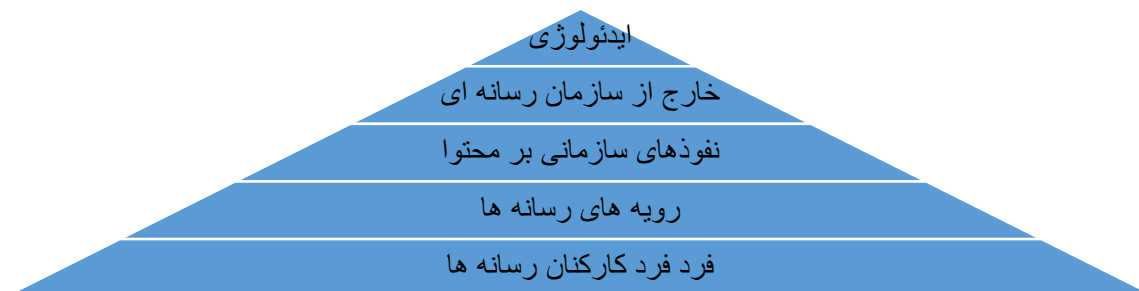 ایدئولوژی
خارج از سازمان رسانه ای
نفوذهای سازمانی بر محتوا
رویه های رسانه ها
فرد فرد کارکنان رسانه ها